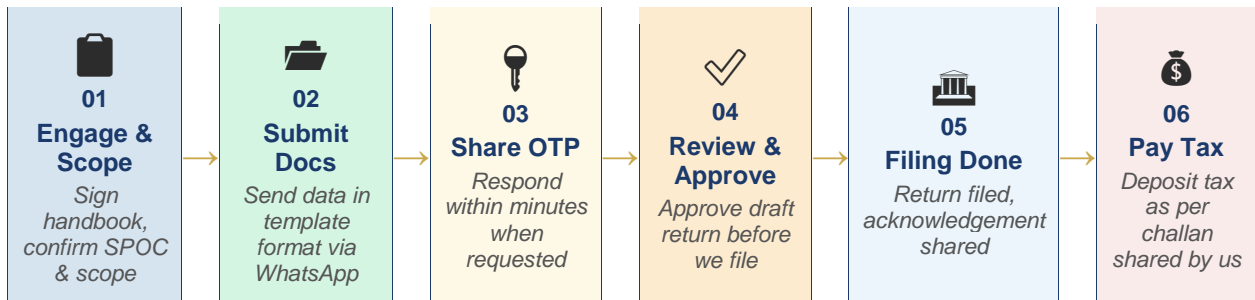 01
Engage &
Scope
Sign
handbook,
confirm SPOC
& scope
02
Submit
Docs
Send data in
template
format via
WhatsApp
03
Share OTP
Respond
within minutes
when
requested
04
Review &
Approve
Approve draft
return before
we file
05
Filing Done
Return filed,
acknowledgement
shared
$
06
Pay Tax
Deposit tax
as per
challan
shared by us